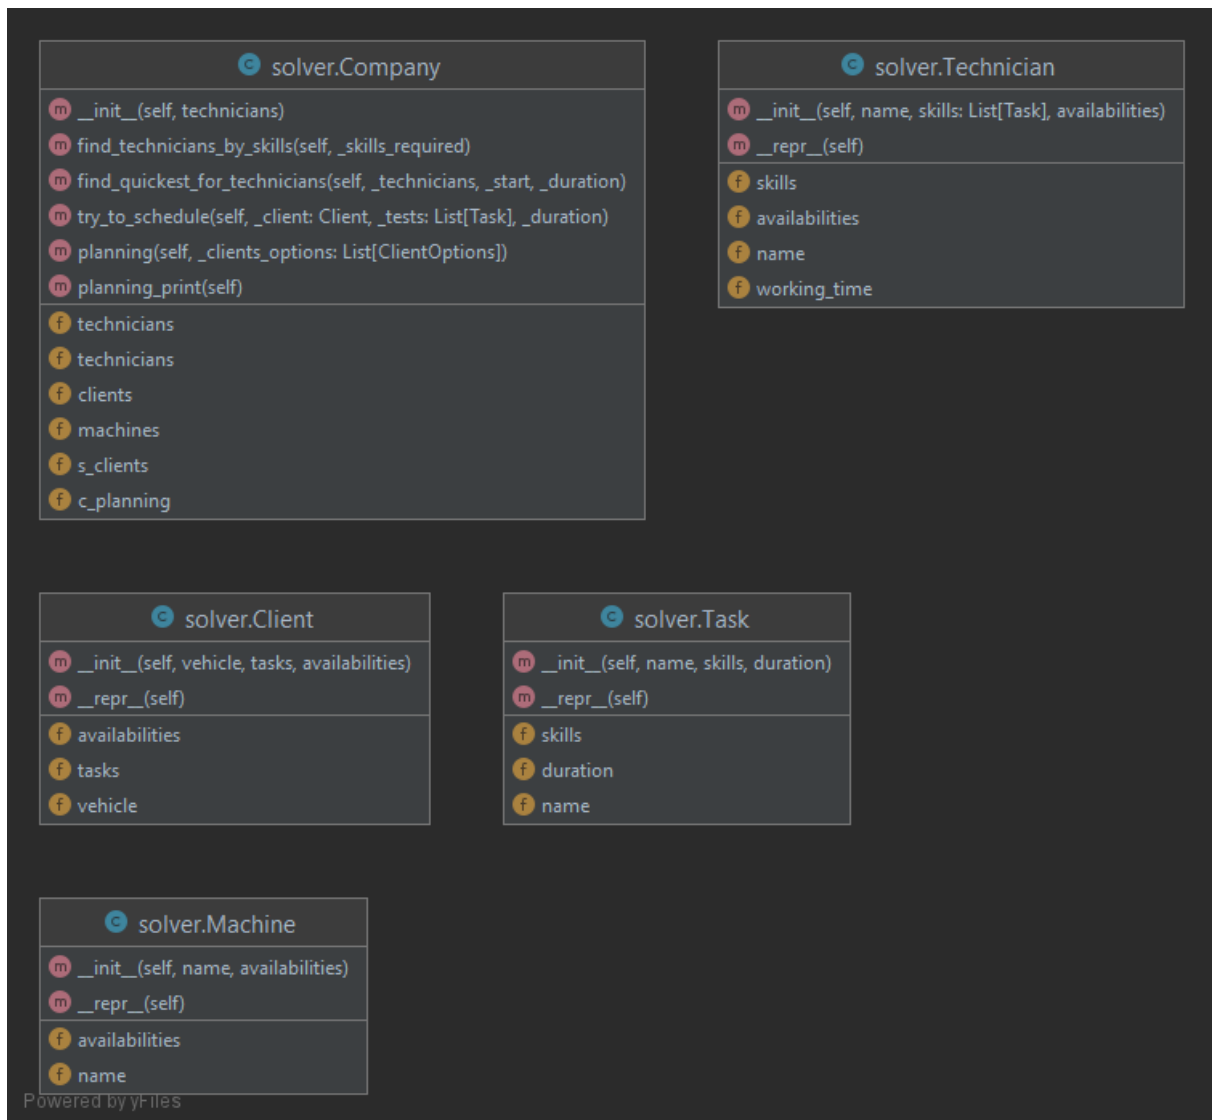 solver.Company
__init__(self, technicians)
find_technicians_by_skills(self, _skills_required)
find_quickest_for_technicians(self, _technicians, _start, _duration)
try_to_schedule(self, _client: Client, _tests: List[Task], _duration)
planning(self, _clients_options: List[ClientOptions])
planning_print(self)
technicians
technicians
clients
machines
s_clients
c_planning
solver.Technician
__init__(self, name, skills: List[Task], availabilities)
__repr__(self)
skills
availabilities
name
working_time
solver.Client
__init__(self, vehicle, tasks, availabilities)
__repr__(self)
availabilities
tasks
vehicle
solver.Task
__init__(self, name, skills, duration)
__repr__(self)
skills
duration
name
solver.Machine
__init__(self, name, availabilities)
__repr__(self)
availabilities
name
Powered by yFiles